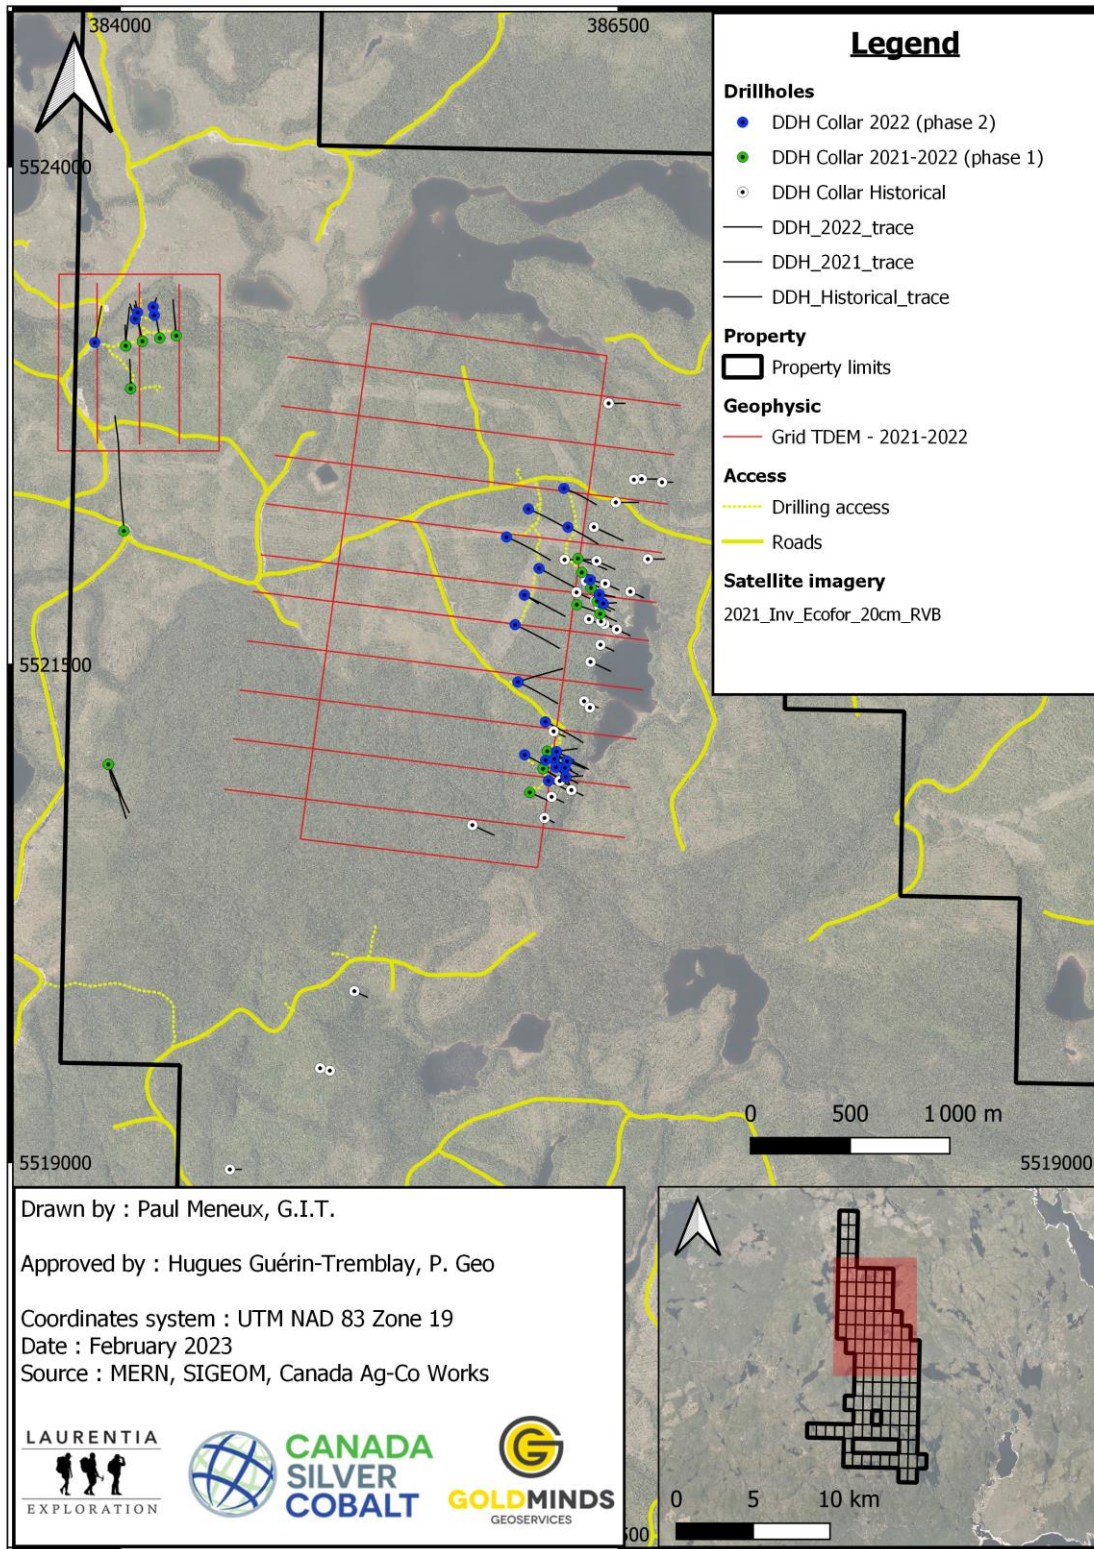 384000
386500
5524000
5521500
5519000
5519000
Legend
Drillholes
DDH Collar 2022 (phase 2)
DDH Collar 2021-2022 (phase 1)
DDH Collar Historical
DDH_2022_trace
DDH_2021_trace
DDH_Historical_trace
Property
Property limits
Geophysic
Grid TDEM - 2021-2022
Access
Drilling access
Roads
Satellite imagery
2021_Inv_Ecofor_20cm_RVB
0 500 1 000 m
Drawn by : Paul Meneux, G.I.T.
Approved by : Hugues Guérin-Tremblay, P. Geo
Coordinates system : UTM NAD 83 Zone 19
Date : February 2023
Source : MERN, SIGEOM, Canada Ag-Co Works
LAURENTIA
EXPLORATION
CANADA
SILVER
COBALT
GOLDMINDS
GEOSERVICES
0 5 10 km